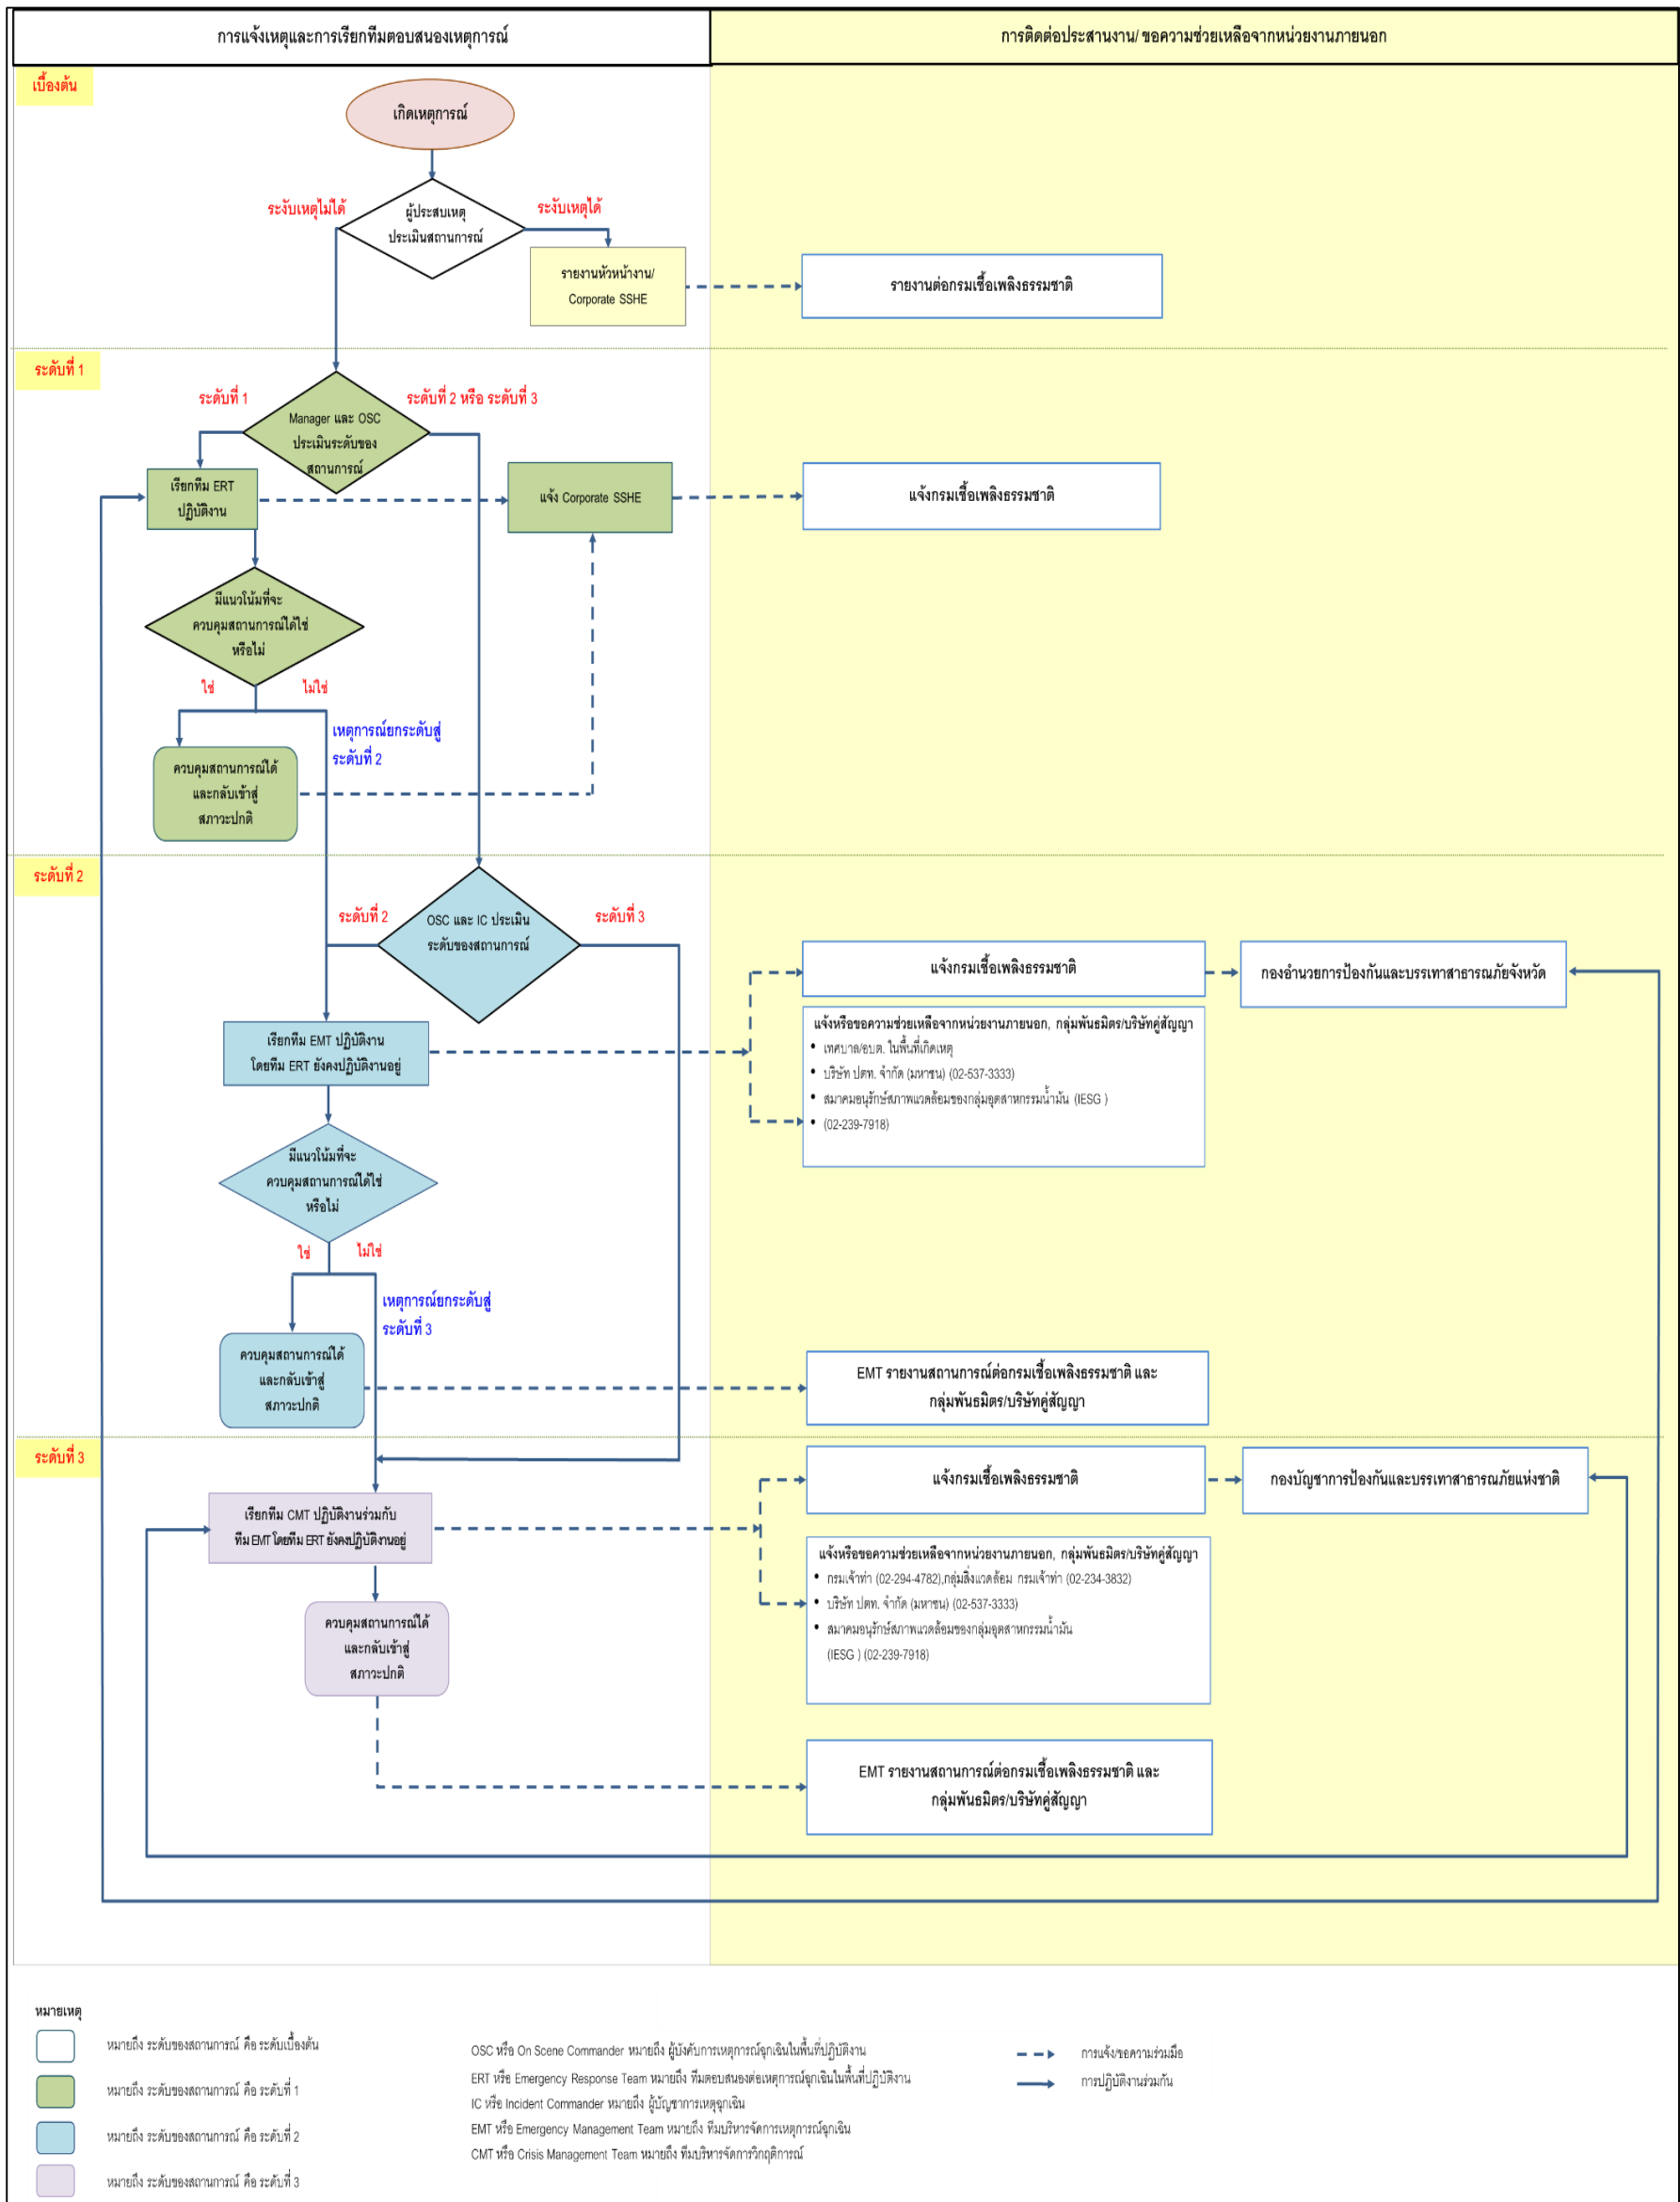 การแจ้งเหตุและการเรียกทีมตอบสนองเหตุการณ์
การติดต่อประสานงาน/ ขอความช่วยเหลือจากหน่วยงานภายนอก
เบื้องต้น
เกิดเหตุการณ์
ระงับเหตุไม่ได้
ผู้ประสบเหตุ
ประเมินสถานการณ์
ระงับเหตุได้
รายงานหัวหน้างาน/
Corporate SSHE
รายงานต่อกรมเชื้อเพลิงธรรมชาติ
ระดับที่ 1
ระดับที่ 1
Manager และ OSC
ประเมินระดับของ
สถานการณ์
ระดับที่ 2 หรือ ระดับที่ 3
เรียกทีม ERT
ปฏิบัติงาน
แจ้ง Corporate SSHE
แจ้งกรมเชื้อเพลิงธรรมชาติ
มีแนวโน้มที่จะ
ควบคุมสถานการณ์ได้ใช่
หรือไม่
ใช่
ไม่ใช่
เหตุการณ์ยกระดับสู่
ระดับที่ 2
ควบคุมสถานการณ์ได้
และกลับเข้าสู่
สภาวะปกติ
ระดับที่ 2
ระดับที่ 2
OSC และ IC ประเมิน
ระดับของสถานการณ์
ระดับที่ 3
แจ้งกรมเชื้อเพลิงธรรมชาติ
กองอำนวยการป้องกันและบรรเทาสาธารณภัยจังหวัด
เรียกทีม EMT ปฏิบัติงาน
โดยทีม ERT ยังคงปฏิบัติงานอยู่
แจ้งหรือขอความช่วยเหลือจากหน่วยงานภายนอก, กลุ่มพันธมิตร/บริษัทคู่สัญญา
• เทศบาล/อบต. ในพื้นที่เกิดเหตุ
• บริษัท ปตท. จำกัด (มหาชน) (02-537-3333)
• สมาคมอนุรักษ์สภาพแวดล้อมของกลุ่มอุตสาหกรรมน้ำมัน (IESG )
• (02-239-7918)
มีแนวโน้มที่จะ
ควบคุมสถานการณ์ได้ใช่
หรือไม่
ใช่
ไม่ใช่
เหตุการณ์ยกระดับสู่
ระดับที่ 3
ควบคุมสถานการณ์ได้
และกลับเข้าสู่
สภาวะปกติ
EMT รายงานสถานการณ์ต่อกรมเชื้อเพลิงธรรมชาติ และ
กลุ่มพันธมิตร/บริษัทคู่สัญญา
ระดับที่ 3
แจ้งกรมเชื้อเพลิงธรรมชาติ
กองบัญชาการป้องกันและบรรเทาสาธารณภัยแห่งชาติ
เรียกทีม CMT ปฏิบัติงานร่วมกับ
ทีม EMT โดยทีม ERT ยังคงปฏิบัติงานอยู่
แจ้งหรือขอความช่วยเหลือจากหน่วยงานภายนอก, กลุ่มพันธมิตร/บริษัทคู่สัญญา
• กรมเจ้าท่า (02-294-4782),กลุ่มสิ่งแวดล้อม กรมเจ้าท่า (02-234-3832)
• บริษัท ปตท. จำกัด (มหาชน) (02-537-3333)
• สมาคมอนุรักษ์สภาพแวดล้อมของกลุ่มอุตสาหกรรมน้ำมัน
(IESG ) (02-239-7918)
ควบคุมสถานการณ์ได้
และกลับเข้าสู่
สภาวะปกติ
EMT รายงานสถานการณ์ต่อกรมเชื้อเพลิงธรรมชาติ และ
กลุ่มพันธมิตร/บริษัทคู่สัญญา
หมายเหตุ
หมายถึง ระดับของสถานการณ์ คือ ระดับเบื้องต้น
หมายถึง ระดับของสถานการณ์ คือ ระดับที่ 1
หมายถึง ระดับของสถานการณ์ คือ ระดับที่ 2
หมายถึง ระดับของสถานการณ์ คือ ระดับที่ 3
OSC หรือ On Scene Commander หมายถึง ผู้บังคับการเหตุการณ์ฉุกเฉินในพื้นที่ปฏิบัติงาน
ERT หรือ Emergency Response Team หมายถึง ทีมตอบสนองต่อเหตุการณ์ฉุกเฉินในพื้นที่ปฏิบัติงาน
IC หรือ Incident Commander หมายถึง ผู้บัญชาการเหตุฉุกเฉิน
EMT หรือ Emergency Management Team หมายถึง ทีมบริหารจัดการเหตุการณ์ฉุกเฉิน
CMT หรือ Crisis Management Team หมายถึง ทีมบริหารจัดการวิกฤติการณ์
การแจ้ง/ขอความร่วมมือ
การปฏิบัติงานร่วมกัน